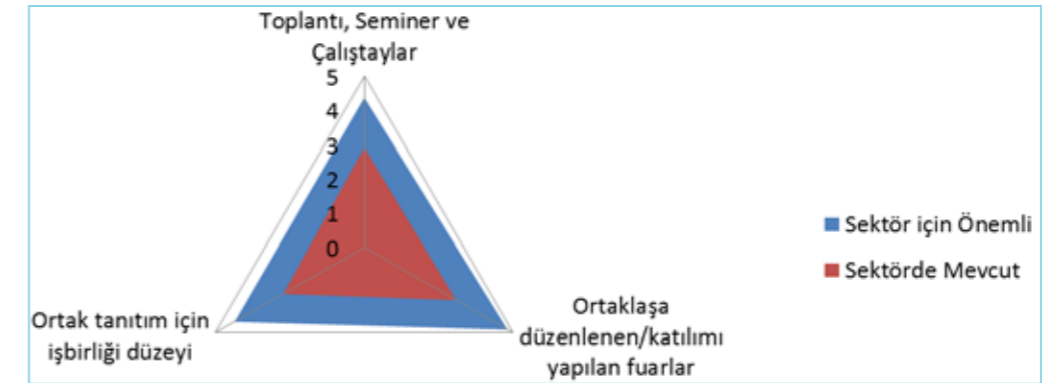 Toplantı, Seminer ve
Çalıştaylar
5
4
3
2
1
0
Sektör için Önemli
Sektörde Mevcut
Ortaklaşa
düzenlenen/katılımı
yapılan fuarlar
Ortak tanıtım için
işbirliği düzeyi